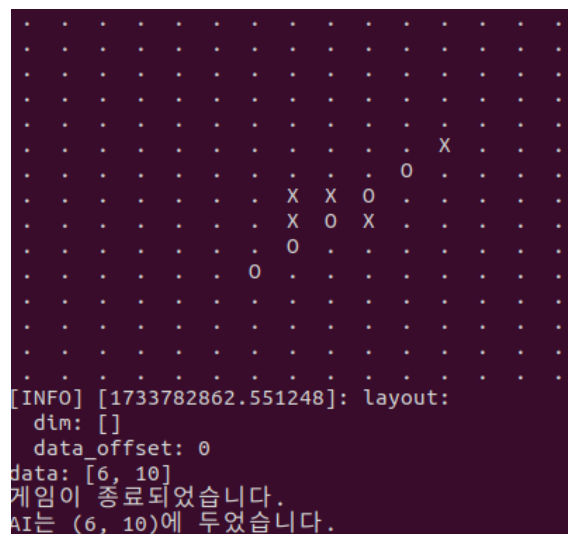 . . . . . . . . . . . . . . .
. . . . . . . . . . . . . . .
. . . . . . . . . . . . . . .
. . . . . . . . . . . . . . .
. . . . . . . . . . . . . . .
. . . . . . . . . . . X . . .
. . . . . . . . . . O . . . .
. . . . . . . X X O . . . . .
. . . . . . . X O X . . . . .
. . . . . . . O . . . . . . .
. . . . . . O . . . . . . . .
. . . . . . . . . . . . . . .
. . . . . . . . . . . . . . .
. . . . . . . . . . . . . . .
. . . . . . . . . . . . . . .
[INFO] [1733782862.551248]: layout:
  dim: []
  data_offset: 0
data: [6, 10]
게임이 종료되었습니다.
AI는 (6, 10)에 두었습니다.